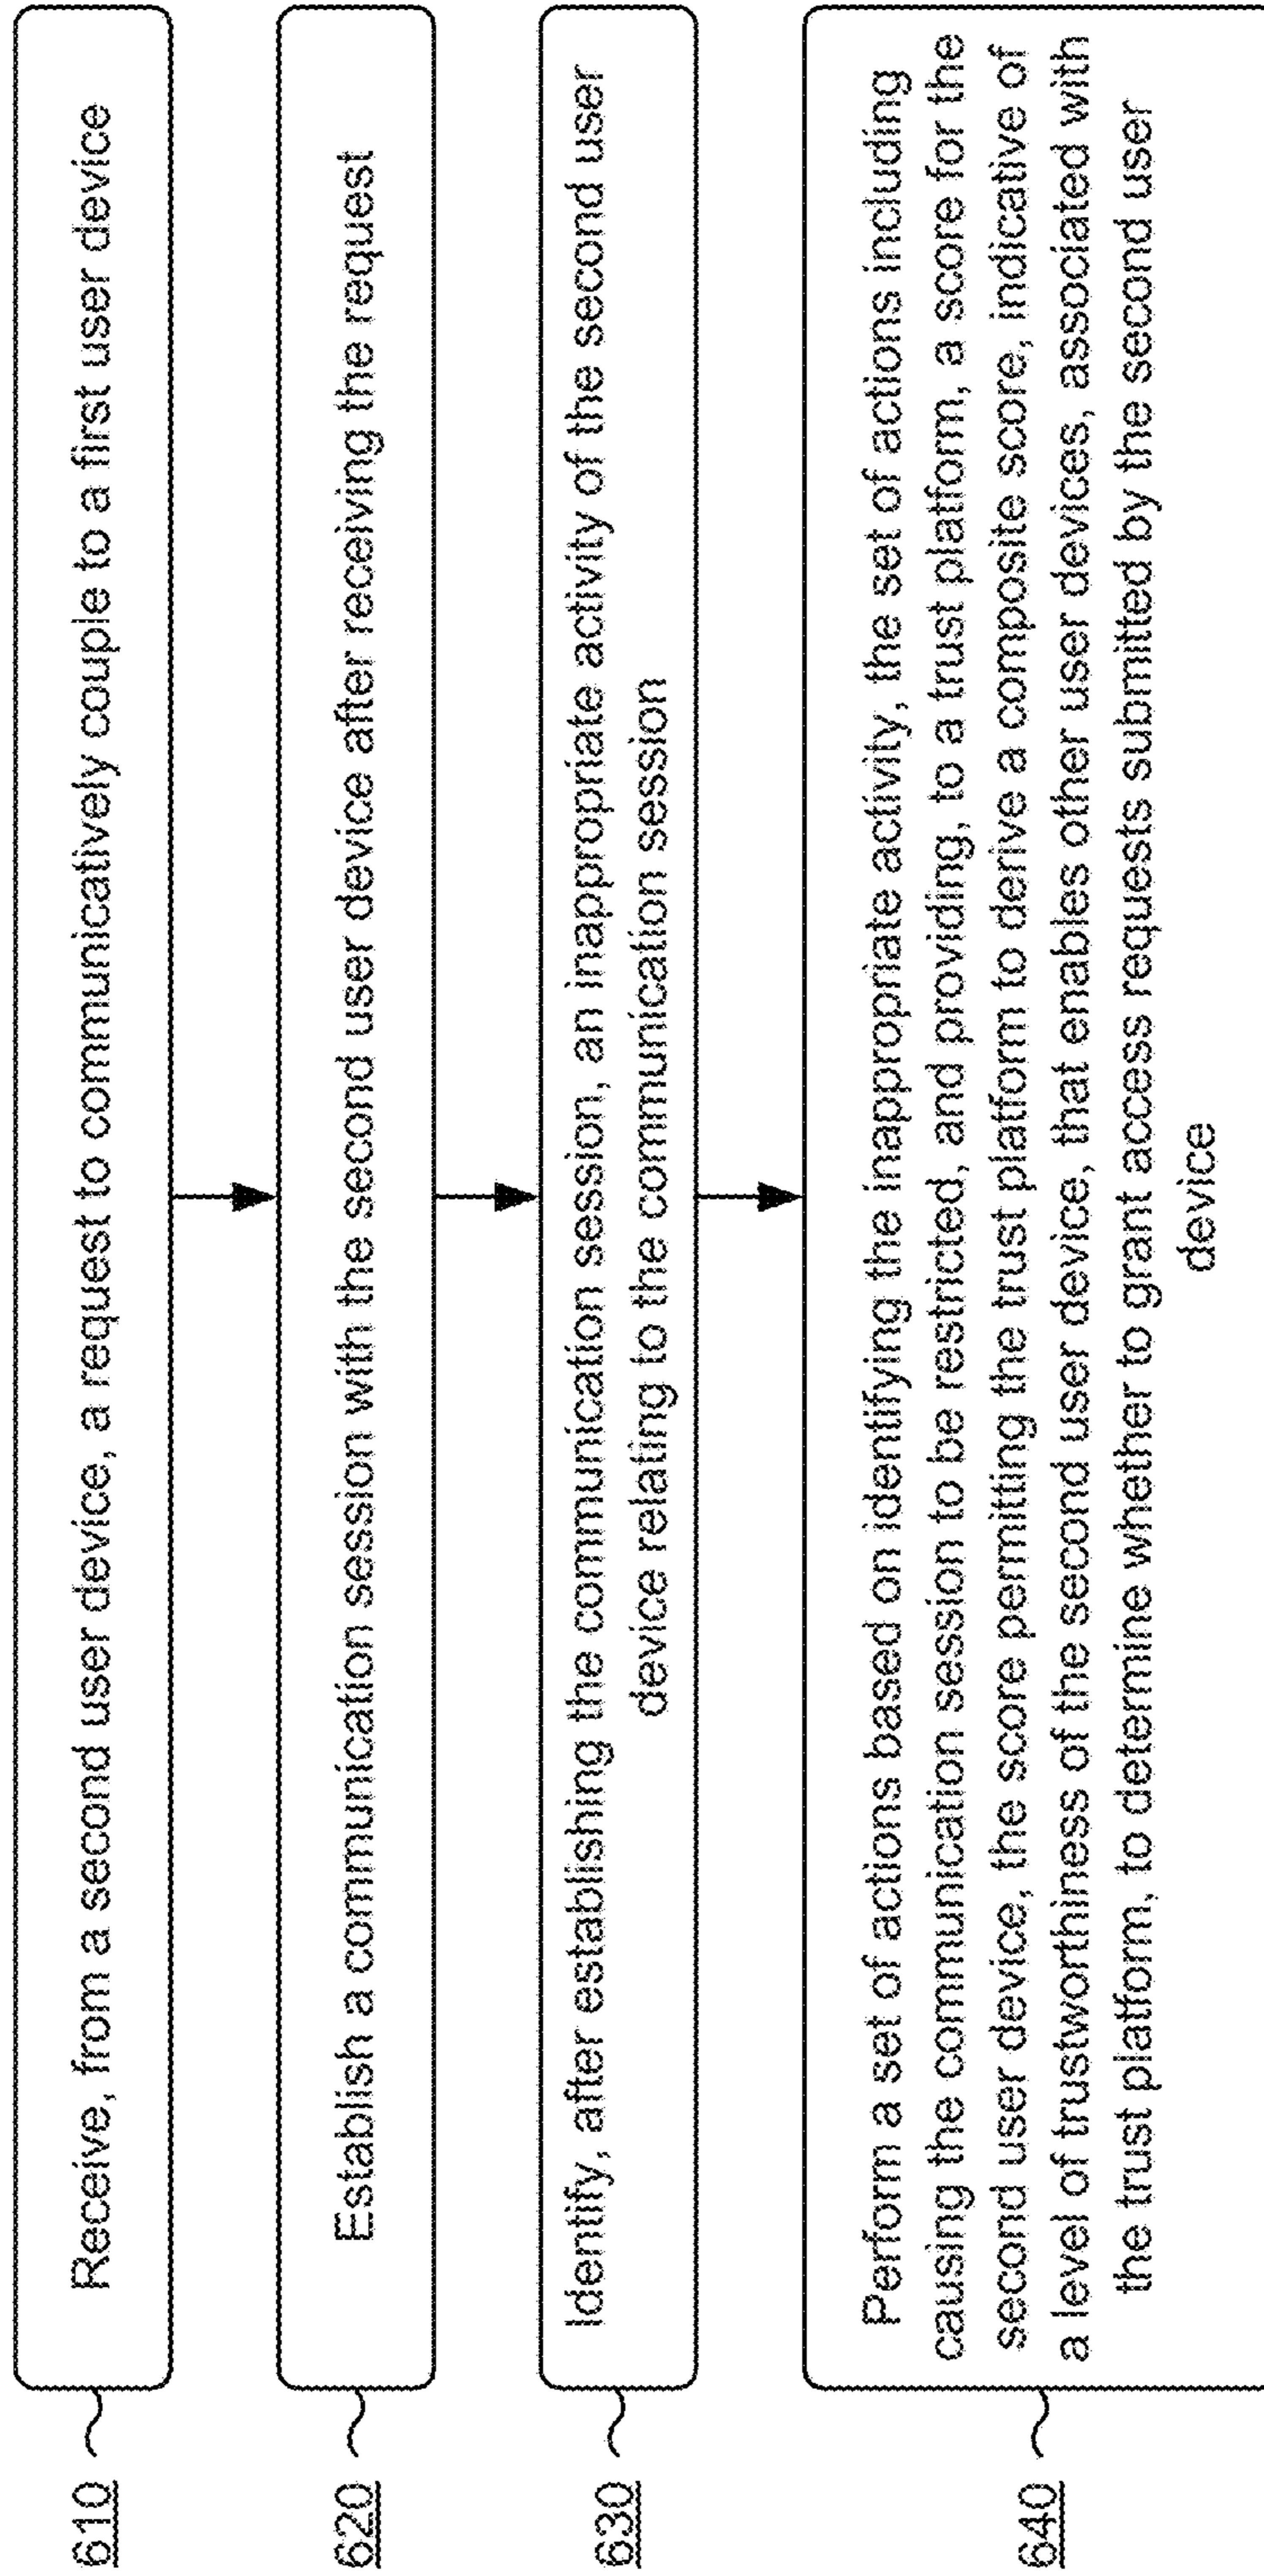 610
Receive, from a second user device, a request to communicatively couple to a first user device
620
Establish a communication session with the second user device after receiving the request
630
Identify, after establishing the communication session, an inappropriate activity of the second user
device relating to the communication session
640
Perform a set of actions based on identifying the inappropriate activity, the set of actions including
causing the communication session to be restricted, and providing, to a trust platform, a score for the
second user device, the score permitting the trust platform to derive a composite score, indicative of
a level of trustworthiness of the second user device, that enables other user devices, associated with
the trust platform, to determine whether to grant access requests submitted by the second user
device